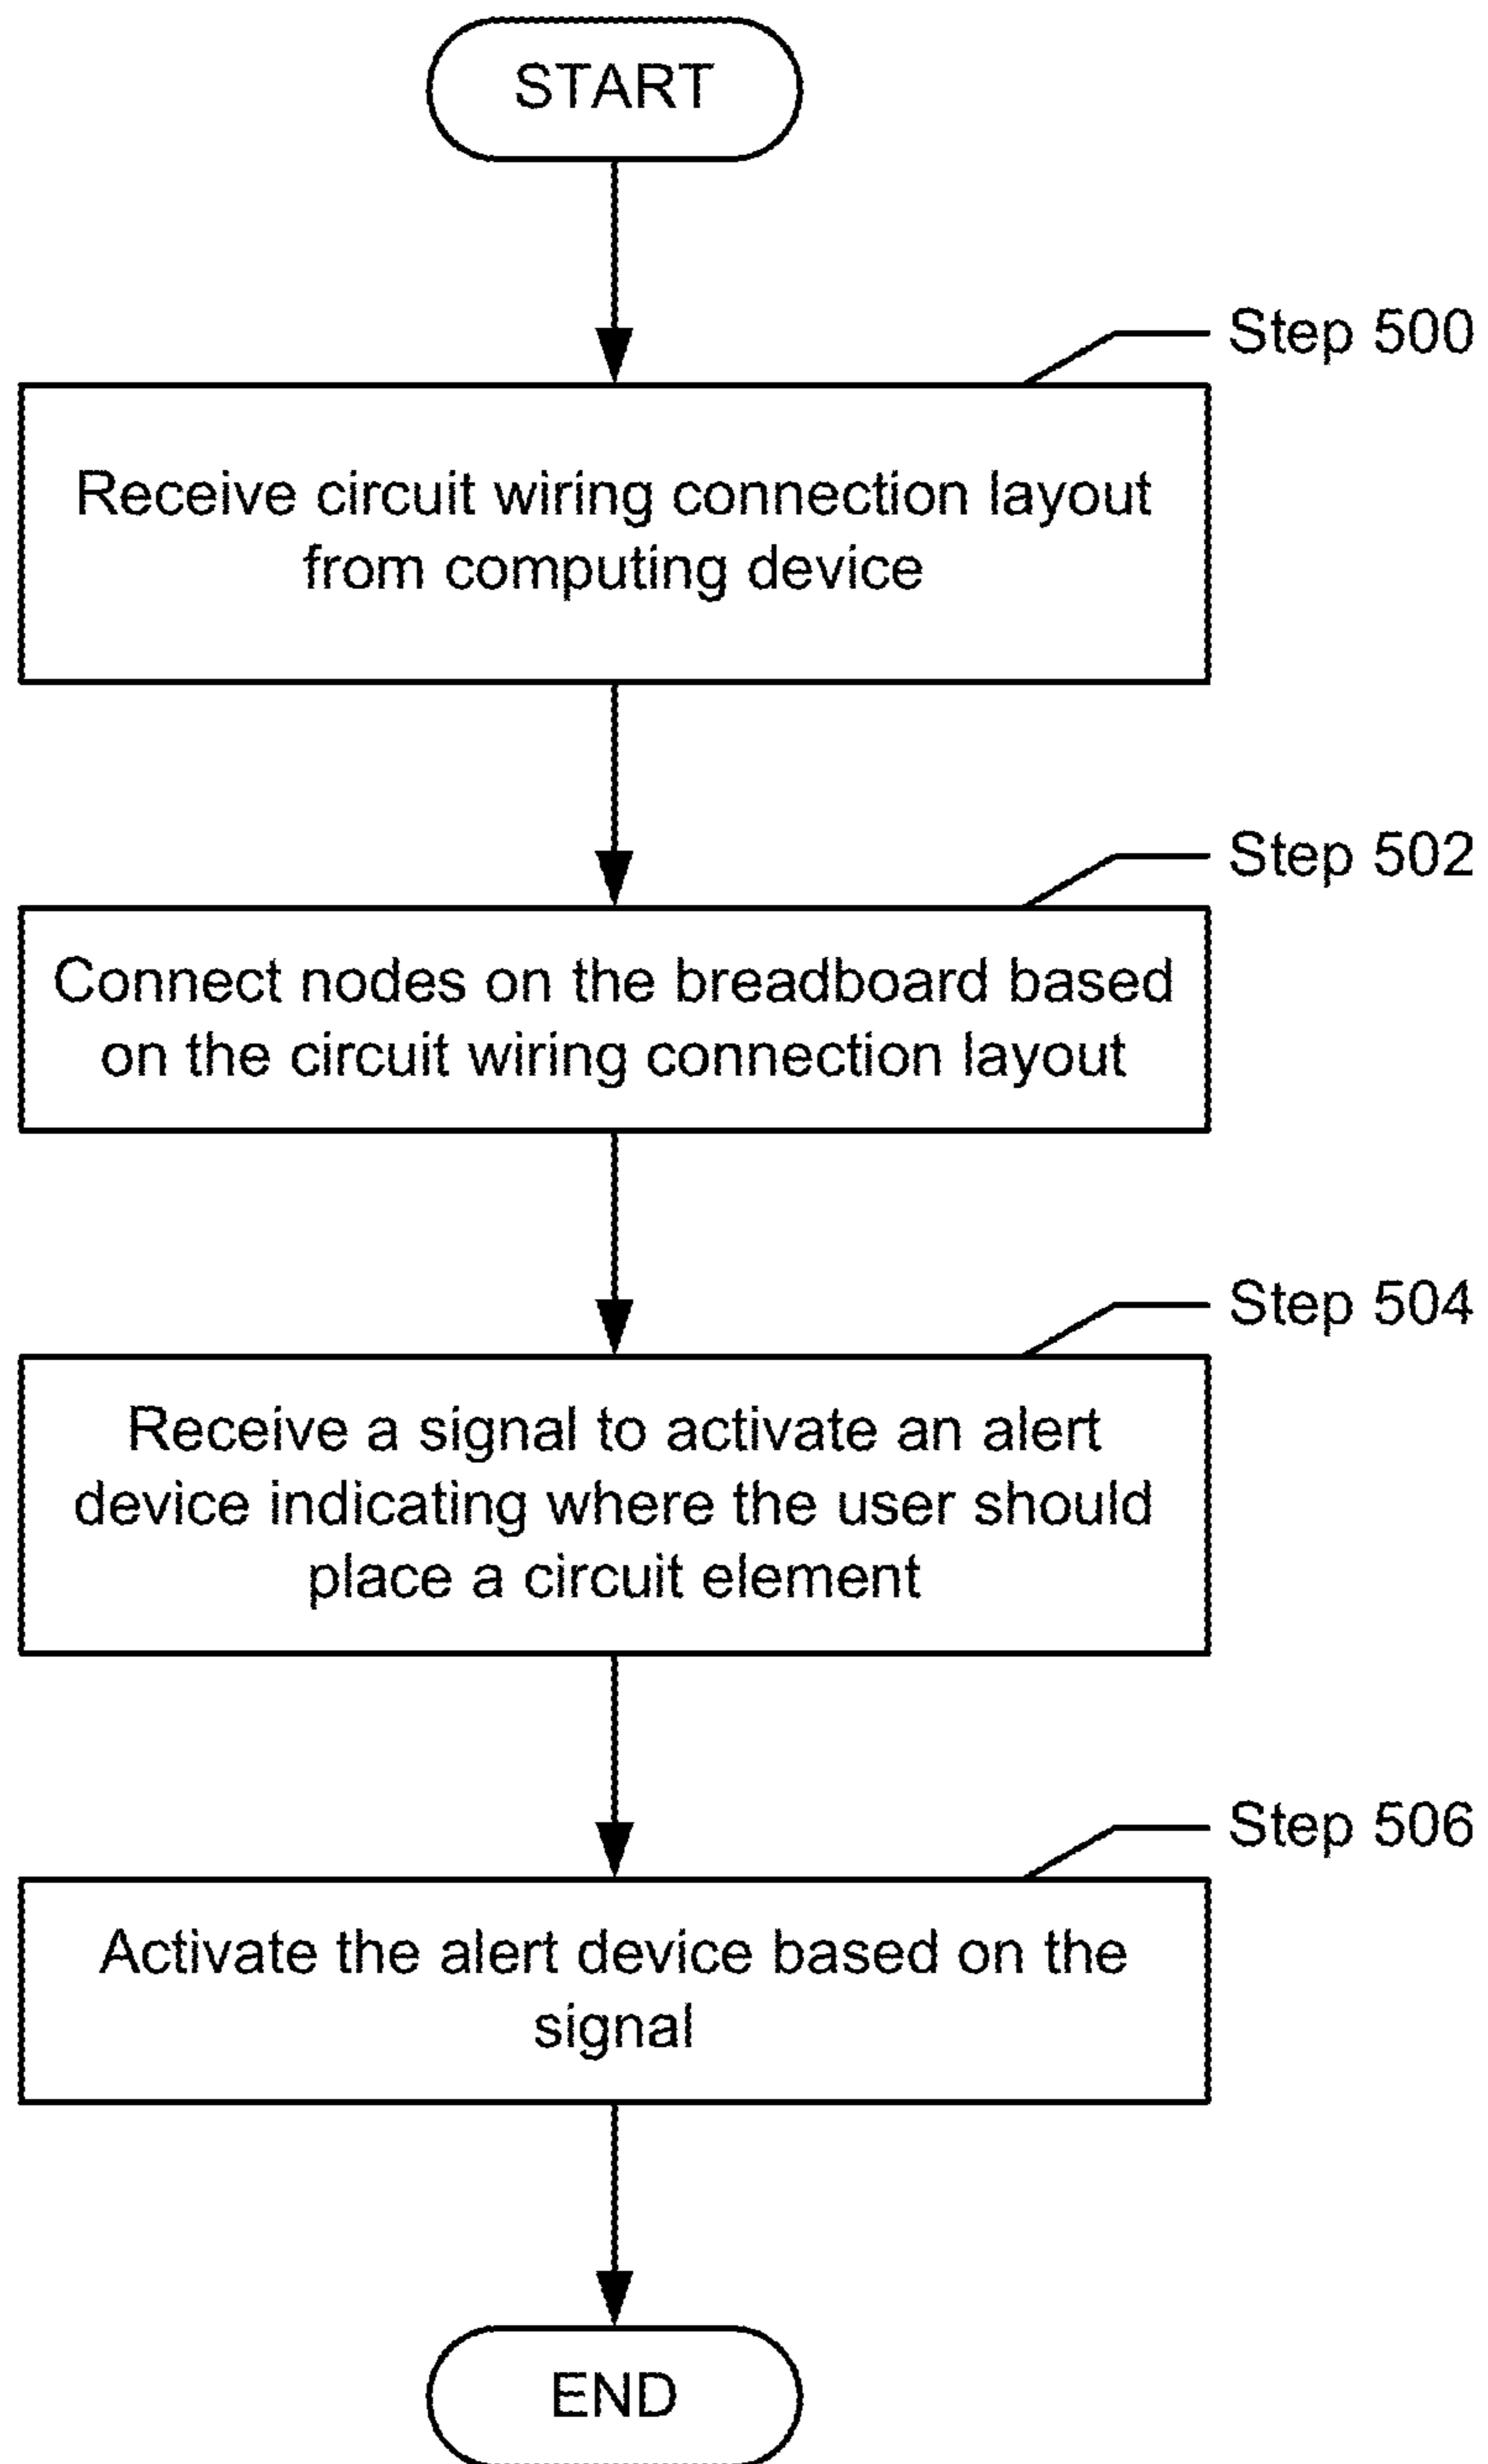 START
Step 500
Receive circuit wiring connection layout
from computing device
Step 502
Connect nodes on the breadboard based
on the circuit wiring connection layout
Step 504
Receive a signal to activate an alert
device indicating where the user should
place a circuit element
Step 506
Activate the alert device based on the
signal
END